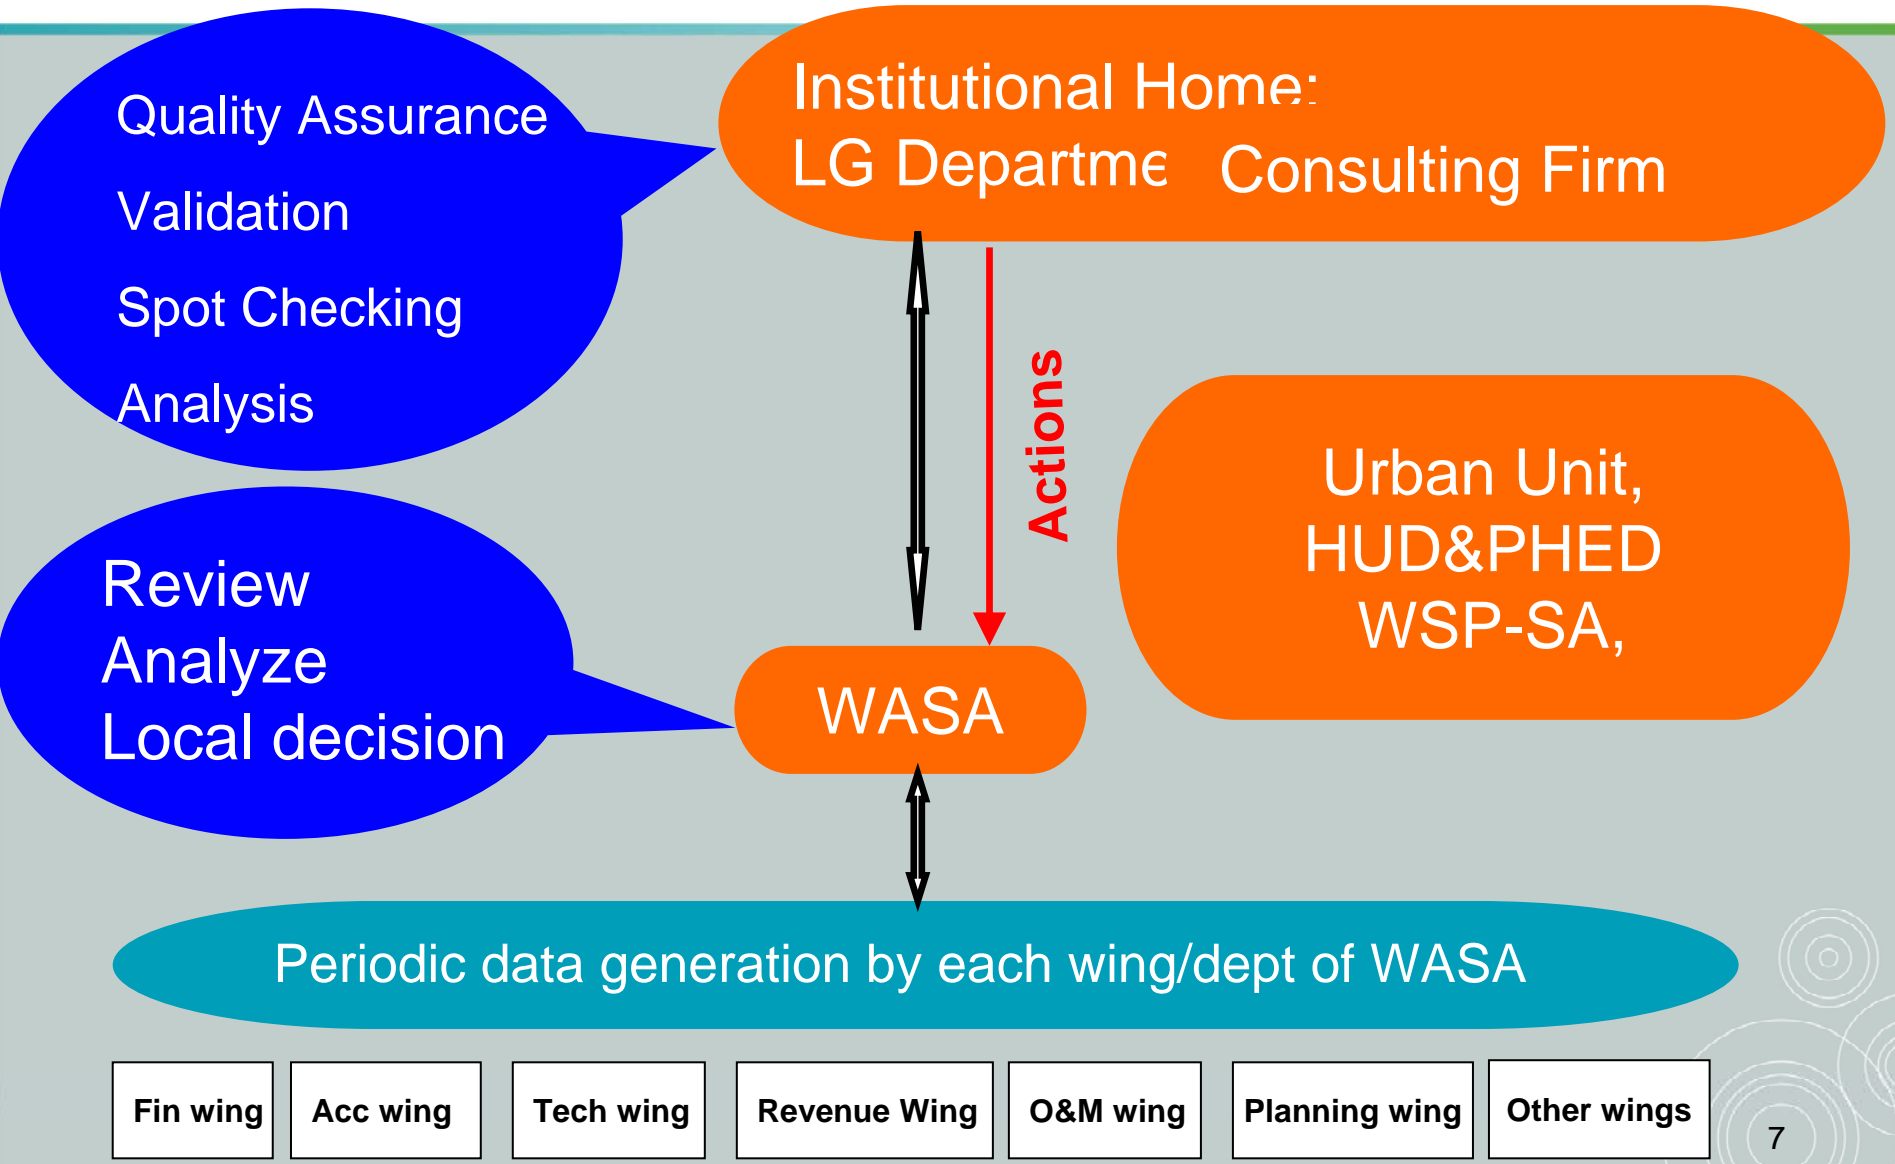 Quality Assurance
Validation
Spot Checking
Analysis
Institutional Home:
LG Departme
Consulting Firm
Actions
Urban Unit,
HUD&PHED
WSP-SA,
Review
Analyze
Local decision
WASA
Periodic data generation by each wing/dept of WASA
Fin wing
Acc wing
Tech wing
Revenue Wing
O&M wing
Planning wing
Other wings
7